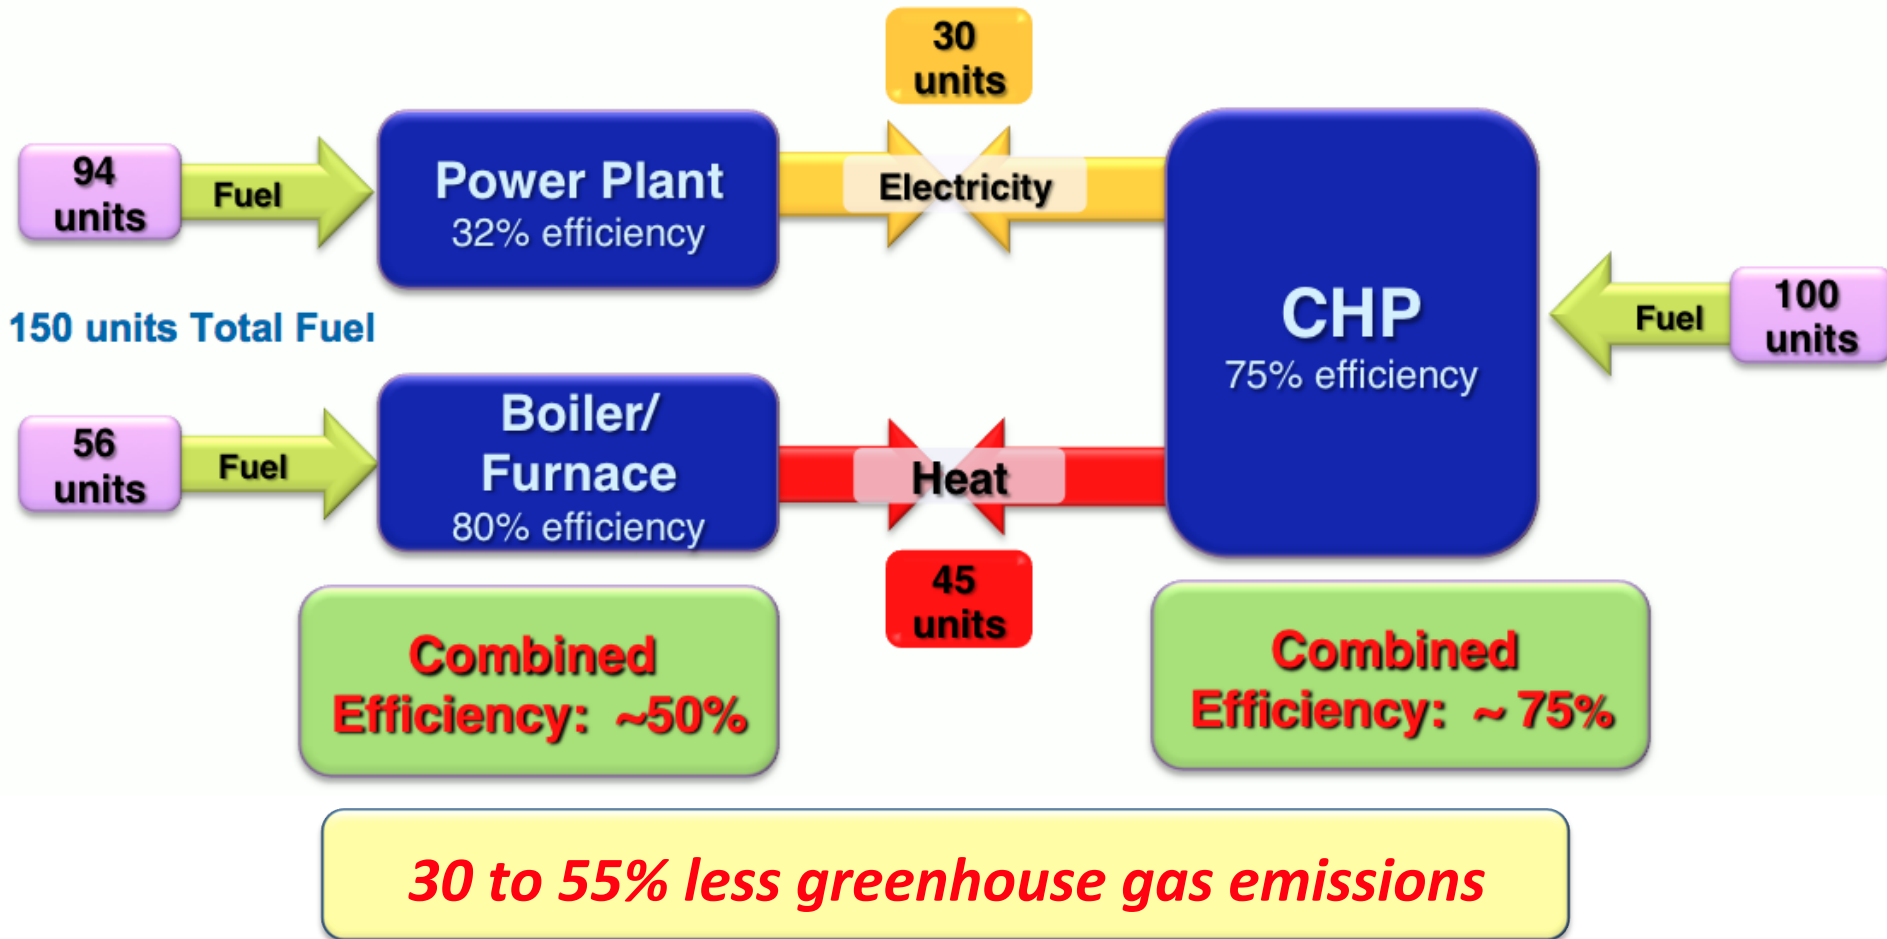 30
units
94
units
Fuel
Power Plant
32% efficiency
Electricity
150 units Total Fuel
CHP
75% efficiency
Fuel
100
units
56
units
Fuel
Boiler/
Furnace
80% efficiency
Heat
45
units
Combined
Efficiency: ~50%
Combined
Efficiency: ~ 75%
30 to 55% less greenhouse gas emissions